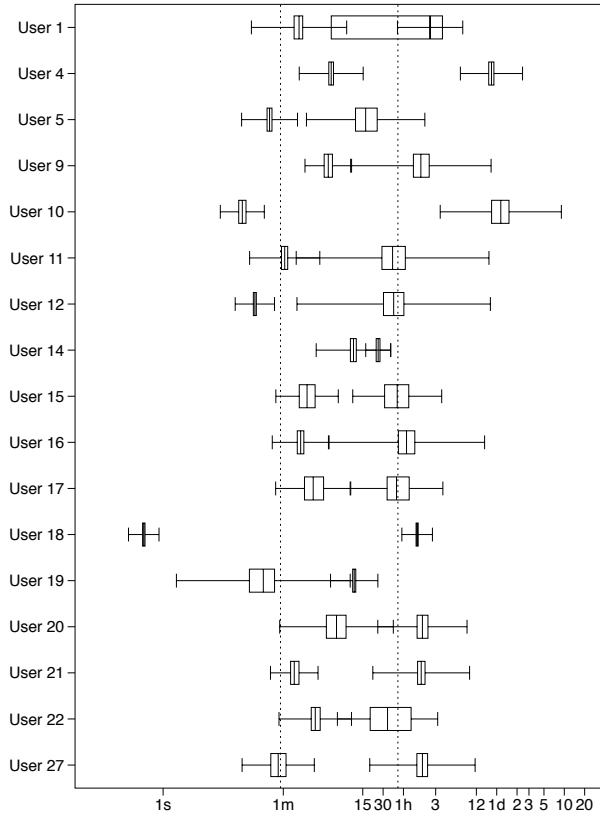 User 1
User 4
User 5
User 9
User 10
User 11
User 12
User 14
User 15
User 16
User 17
User 18
User 19
User 20
User 21
User 22
User 27
1s 1m 15 30 1h 3 12 1d 2 3 5 10 20